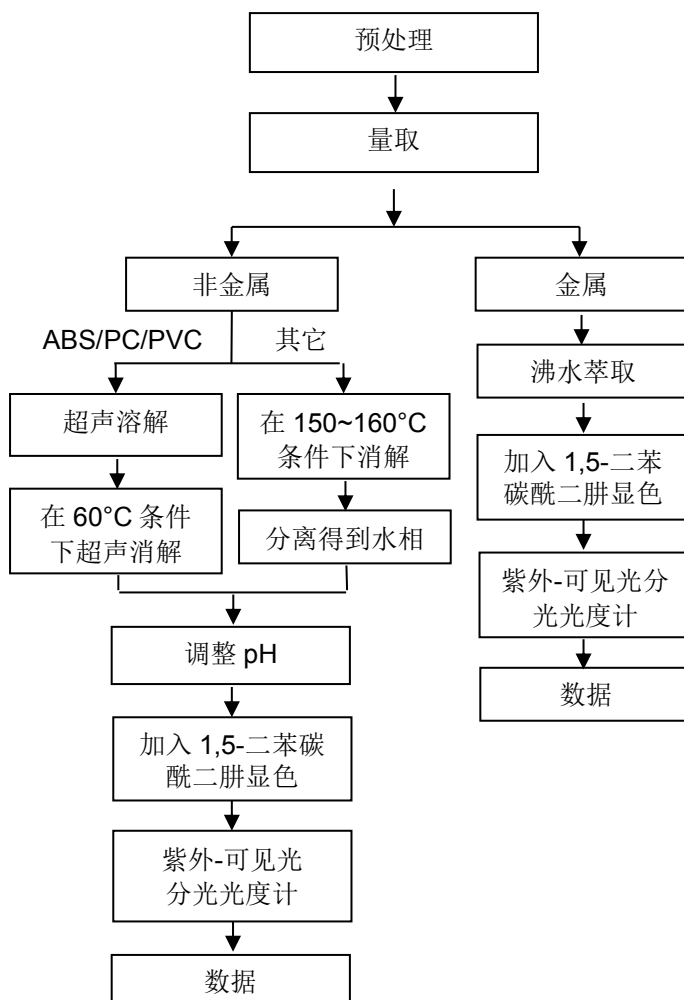 预处理
量取
非金属
金属
ABS/PC/PVC
其它
沸水萃取
超声溶解
在 150~160°C
条件下消解
加入 1,5-二苯
碳酰二肼显色
在 60°C 条件
下超声消解
分离得到水相
紫外-可见光分
光光度计
调整 pH
数据
加入 1,5-二苯碳
酰二肼显色
紫外-可见光
分光光度计
数据